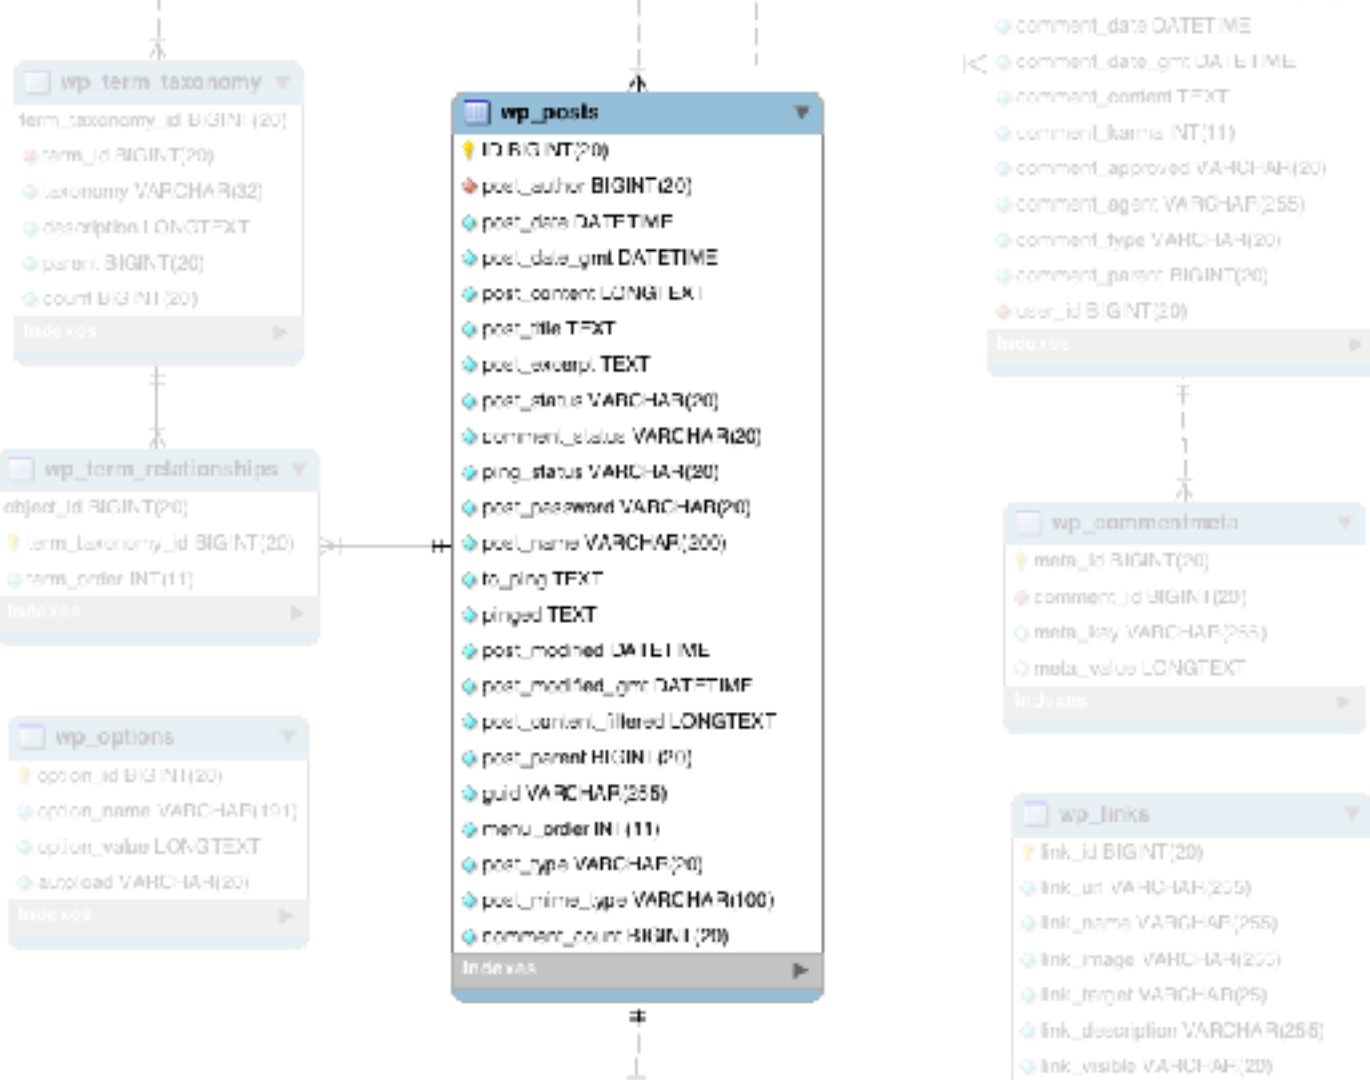 wp_term_taxonomy
term_taxonomy_id BIGINT(20)
term_id BIGINT(20)
taxonomy VARCHAR(32)
description LONGTEXT
parent BIGINT(20)
count BIGINT(20)
Indexes
wp_term_relationships
object_id BIGINT(20)
term_taxonomy_id BIGINT(20)
term_order INT(11)
Indexes
wp_options
option_id BIGINT(20)
option_name VARCHAR(191)
option_value LONGTEXT
autoload VARCHAR(20)
Indexes
wp_posts
ID BIGINT(20)
post_author BIGINT(20)
post_date DATETIME
post_date_gmt DATETIME
post_content LONGTEXT
post_title TEXT
post_excerpt TEXT
post_status VARCHAR(20)
comment_status VARCHAR(20)
ping_status VARCHAR(20)
post_password VARCHAR(20)
post_name VARCHAR(200)
to_ping TEXT
pinged TEXT
post_modified DATETIME
post_modified_gmt DATETIME
post_content_filtered LONGTEXT
post_parent BIGINT(20)
guid VARCHAR(255)
menu_order INT(11)
post_type VARCHAR(20)
post_mime_type VARCHAR(100)
comment_count BIGINT(20)
Indexes
comment_date DATETIME
comment_date_gmt DATETIME
comment_content TEXT
comment_karma INT(11)
comment_approved VARCHAR(20)
comment_agent VARCHAR(255)
comment_type VARCHAR(20)
comment_parent BIGINT(20)
user_id BIGINT(20)
Indexes
wp_commentmeta
meta_id BIGINT(20)
comment_id BIGINT(20)
meta_key VARCHAR(255)
meta_value LONGTEXT
Indexes
wp_links
link_id BIGINT(20)
link_url VARCHAR(255)
link_name VARCHAR(255)
link_image VARCHAR(255)
link_target VARCHAR(25)
link_description VARCHAR(255)
link_visible VARCHAR(20)